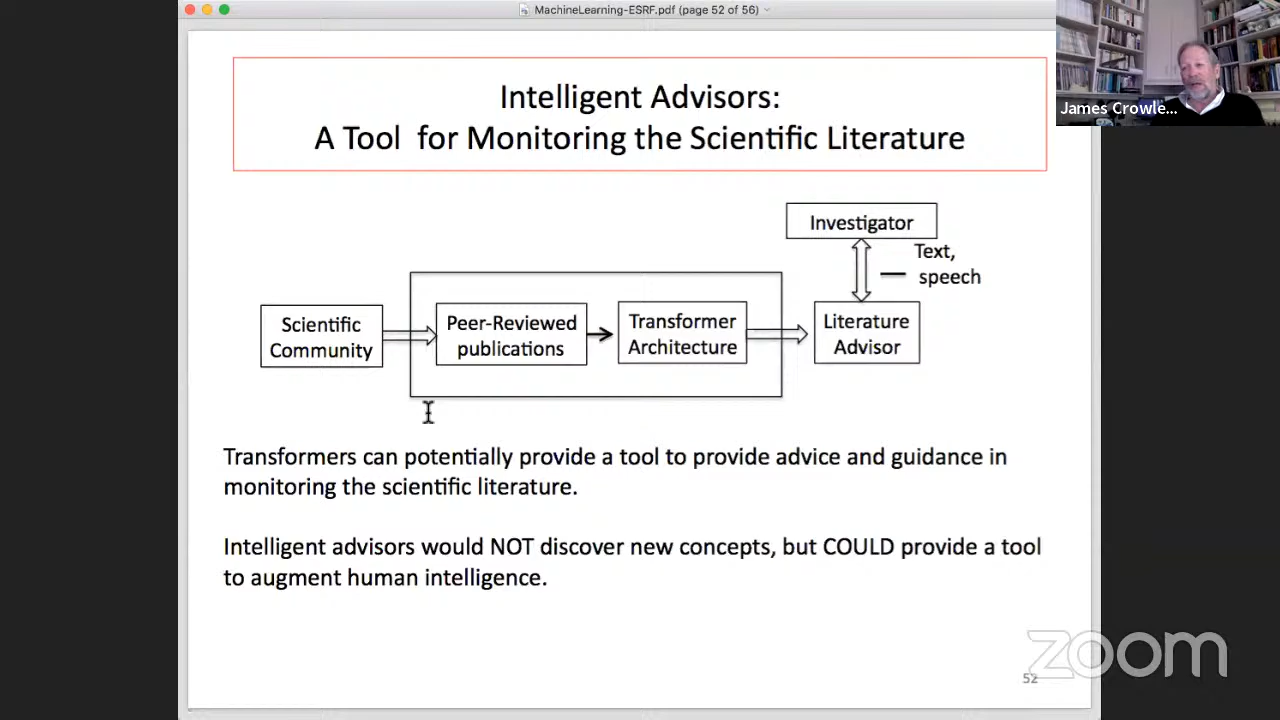 MachineLearning-ESRF.pdf (page 52 of 56)
James Crowle...
Intelligent Advisors:
A Tool for Monitoring the Scientific Literature
Investigator
Text,
speech
Scientific
Community
Peer-Reviewed
publications
Transformer
Architecture
Literature
Advisor
Transformers can potentially provide a tool to provide advice and guidance in
monitoring the scientific literature.
Intelligent advisors would NOT discover new concepts, but COULD provide a tool
to augment human intelligence.
zoom
52